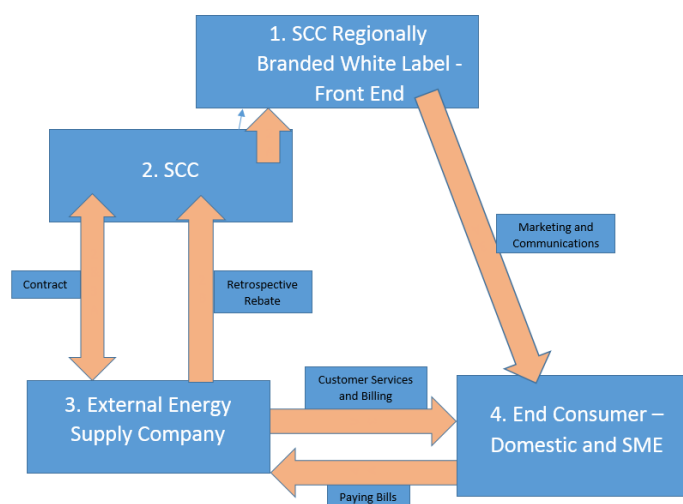 1. SCC Regionally
Branded White Label -
Front End
2. SCC
Marketing and
Communications
Contract
Retrospective
Rebate
Customer Services
and Billing
3. External Energy
Supply Company
4. End Consumer –
Domestic and SME
Paying Bills